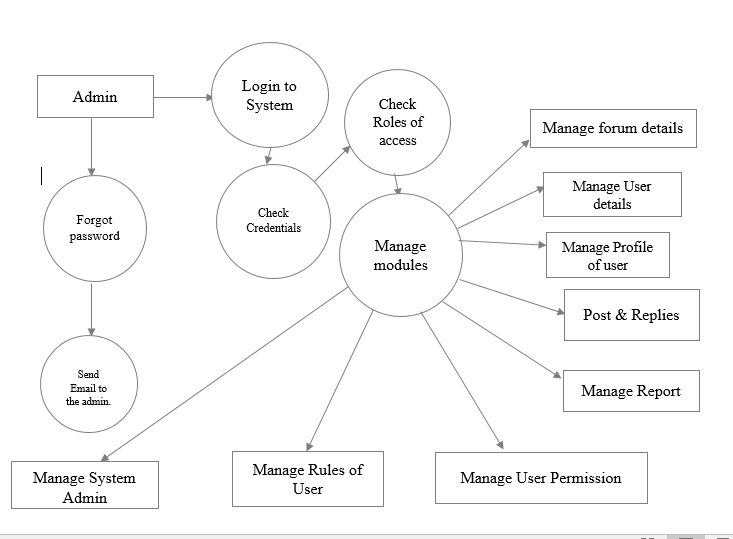 Admin
Login to
System
Check
Roles of
access
Manage forum details
Manage User
details
Forgot
password
Check
Credentials
Manage
modules
Manage Profile
of user
Post & Replies
Send
Email to
the admin.
Manage Report
Manage System
Admin
Manage Rules of
User
Manage User Permission